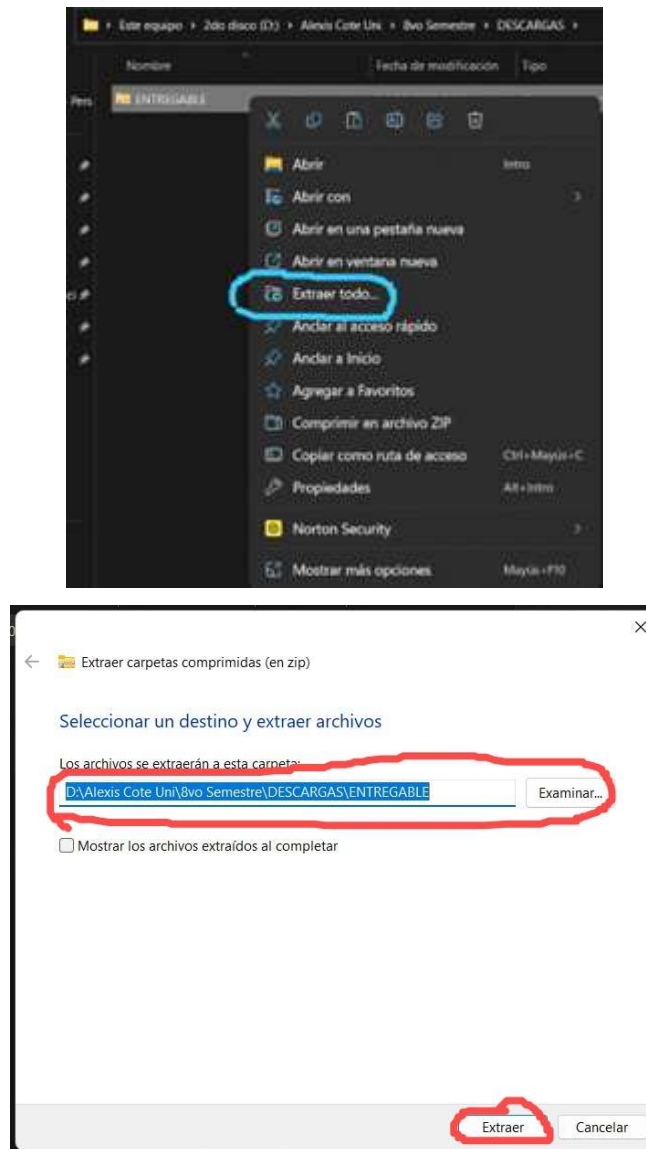 Este equipo > 2do disco (D:) > Alexis Cote Uni > 8vo Semestre > DESCARGAS >
Nombre Fecha de modificación Tipo
Pers ENTREGABLE
Abrir Intro
Abrir con
Abrir en una pestaña nueva
Abrir en ventana nueva
Extraer todo...
Anclar al acceso rápido
Anclar a Inicio
Agregar a Favoritos
Comprimir en archivo ZIP
Copiar como ruta de acceso Ctrl+Mayús+C
Propiedades Alt+Intro
Norton Security
Mostrar más opciones Mayús+F10
Extraer carpetas comprimidas (en zip)
Seleccionar un destino y extraer archivos
Los archivos se extraerán a esta carpeta:
D:\Alexis Cote Uni\8vo Semestre\DESCARGAS\ENTREGABLE Examinar...
Mostrar los archivos extraídos al completar
Extraer Cancelar